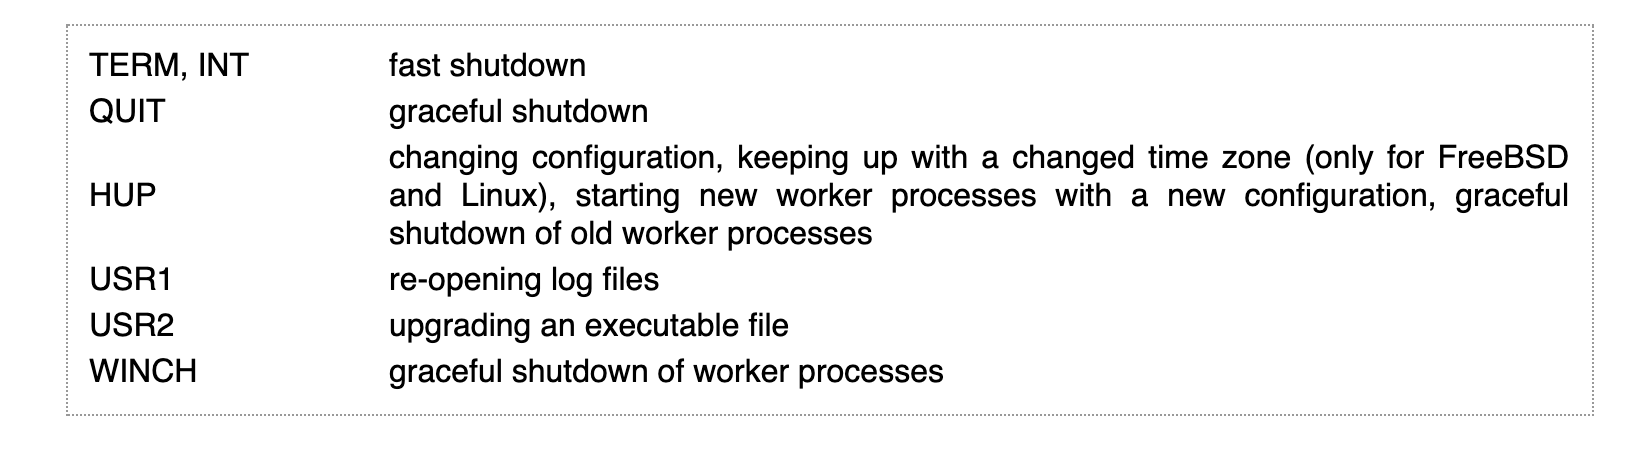 TERM, INT fast shutdown
QUIT graceful shutdown
changing configuration, keeping up with a changed time zone (only for FreeBSD
HUP and Linux), starting new worker processes with a new configuration, graceful
shutdown of old worker processes
USR1 re-opening log files
USR2 upgrading an executable file
WINCH graceful shutdown of worker processes